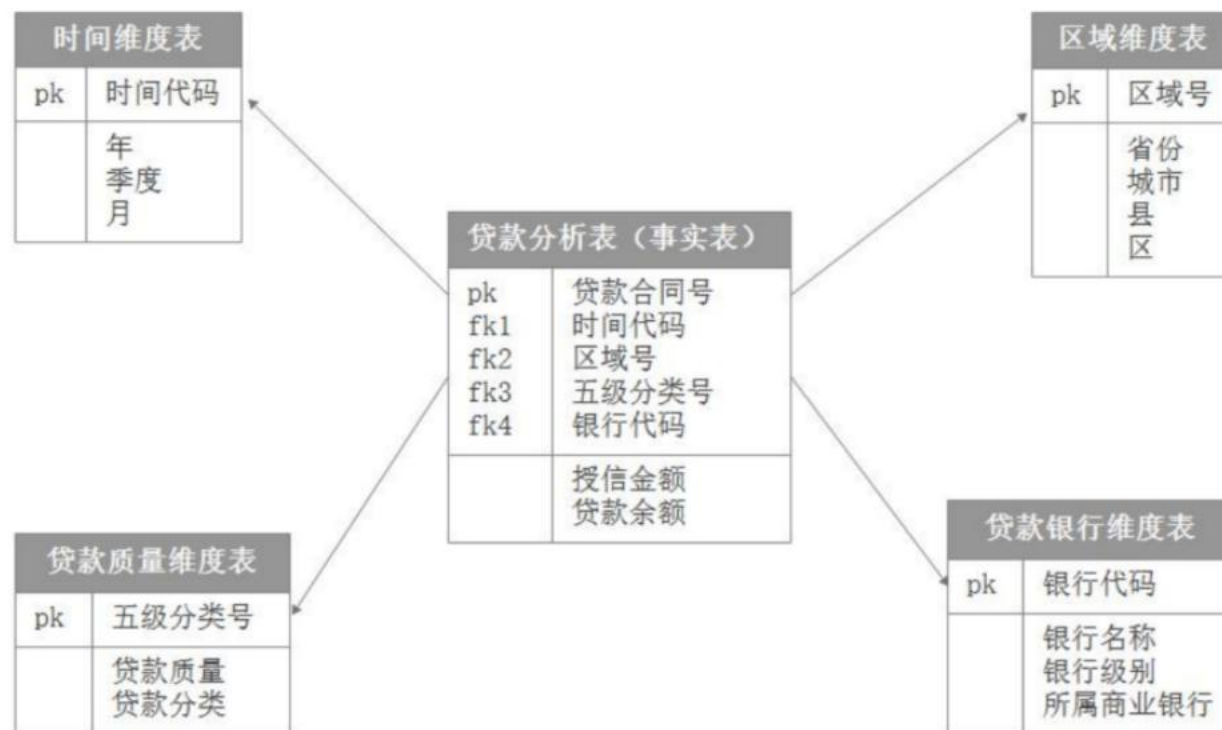 时间维度表
pk 时间代码
年
季度
月
区域维度表
pk 区域号
省份
城市
县
区
贷款分析表（事实表）
pk 贷款合同号
fk1 时间代码
fk2 区域号
fk3 五级分类号
fk4 银行代码
授信金额
贷款余额
贷款质量维度表
pk 五级分类号
贷款质量
贷款分类
贷款银行维度表
pk 银行代码
银行名称
银行级别
所属商业银行